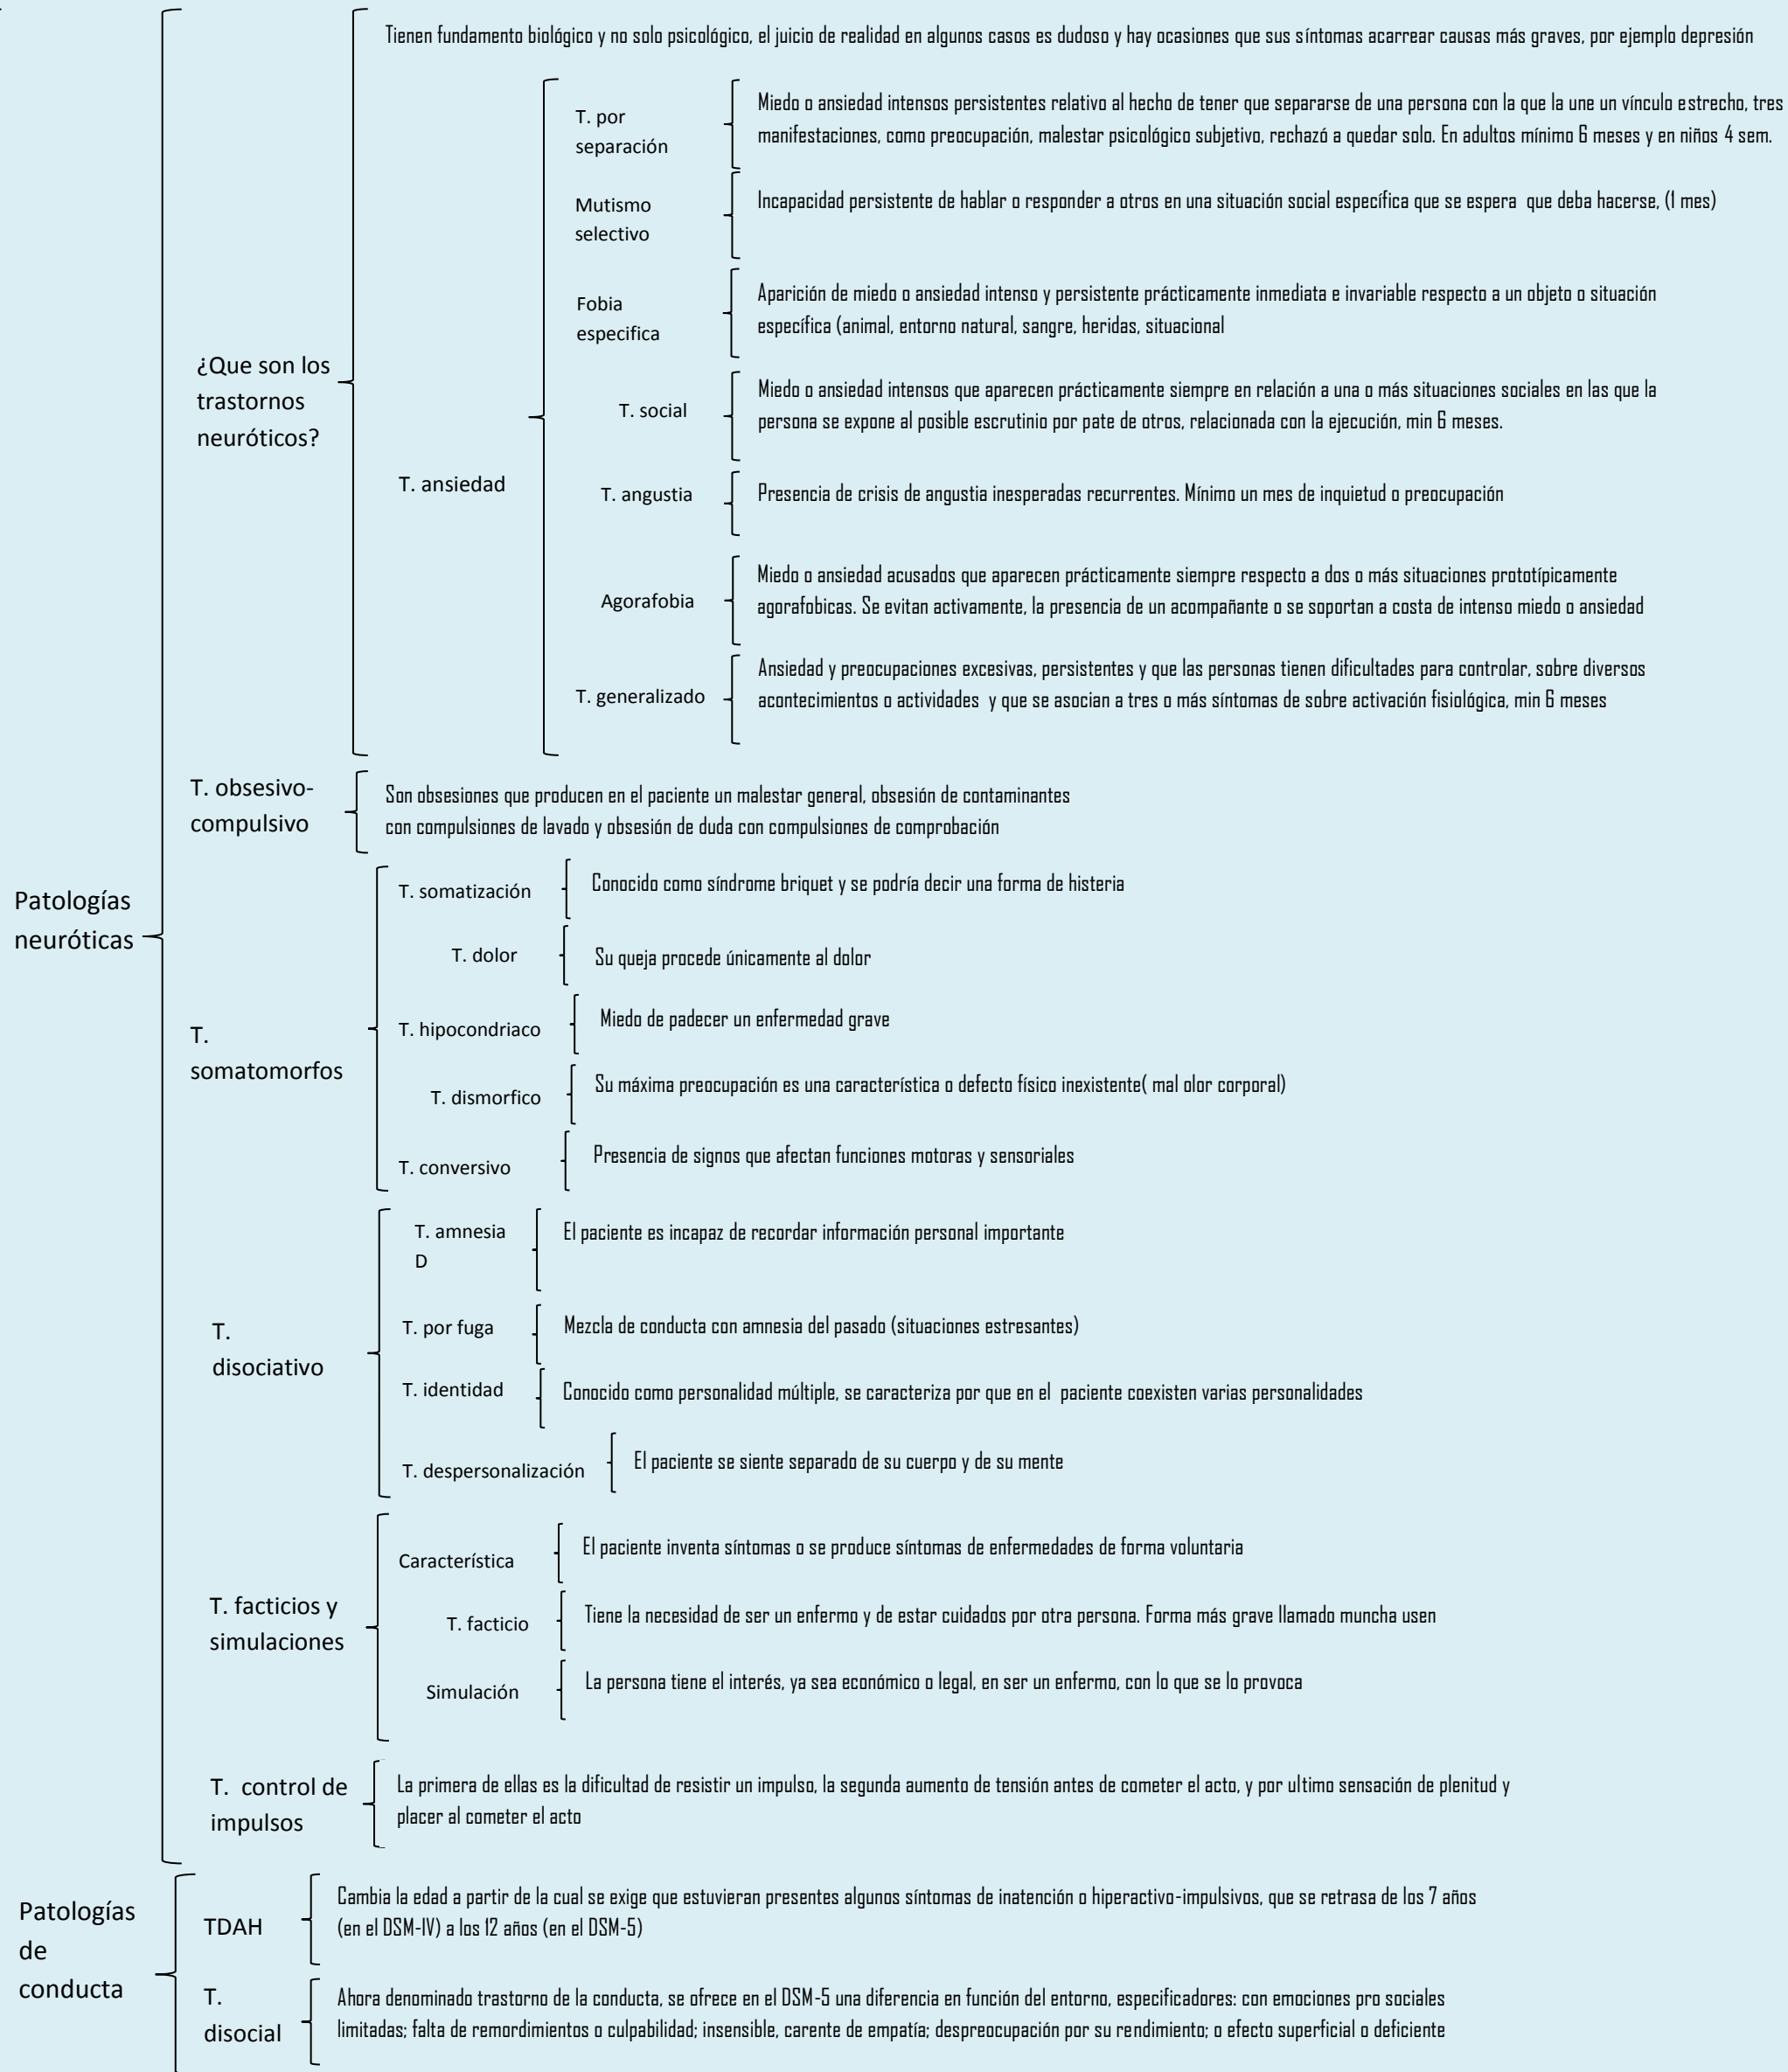 Patologías
neuróticas
¿Que son los
trastornos
neuróticos?
Tienen fundamento biológico y no solo psicológico, el juicio de realidad en algunos casos es dudoso y hay ocasiones que sus síntomas acarrear causas más graves, por ejemplo depresión
T. ansiedad
T. por
separación
Miedo o ansiedad intensos persistentes relativo al hecho de tener que separarse de una persona con la que la une un vínculo estrecho, tres
manifestaciones, como preocupación, malestar psicológico subjetivo, rechazó a quedar solo. En adultos mínimo 6 meses y en niños 4 sem.
Mutismo
selectivo
Incapacidad persistente de hablar o responder a otros en una situación social específica que se espera que deba hacerse, (1 mes)
Fobia
especifica
Aparición de miedo o ansiedad intenso y persistente prácticamente inmediata e invariable respecto a un objeto o situación
específica (animal, entorno natural, sangre, heridas, situacional
T. social
Miedo o ansiedad intensos que aparecen prácticamente siempre en relación a una o más situaciones sociales en las que la
persona se expone al posible escrutinio por pate de otros, relacionada con la ejecución, min 6 meses.
T. angustia
Presencia de crisis de angustia inesperadas recurrentes. Mínimo un mes de inquietud o preocupación
Agorafobia
Miedo o ansiedad acusados que aparecen prácticamente siempre respecto a dos o más situaciones prototípicamente
agorafobicas. Se evitan activamente, la presencia de un acompañante o se soportan a costa de intenso miedo o ansiedad
T. generalizado
Ansiedad y preocupaciones excesivas, persistentes y que las personas tienen dificultades para controlar, sobre diversos
acontecimientos o actividades y que se asocian a tres o más síntomas de sobre activación fisiológica, min 6 meses
T. obsesivo-
compulsivo
Son obsesiones que producen en el paciente un malestar general, obsesión de contaminantes
con compulsiones de lavado y obsesión de duda con compulsiones de comprobación
T.
somatomorfos
T. somatización
Conocido como síndrome briquet y se podría decir una forma de histeria
T. dolor
Su queja procede únicamente al dolor
T. hipocondriaco
Miedo de padecer un enfermedad grave
T. dismorfico
Su máxima preocupación es una característica o defecto físico inexistente( mal olor corporal)
T. conversivo
Presencia de signos que afectan funciones motoras y sensoriales
T.
disociativo
T. amnesia
D
El paciente es incapaz de recordar información personal importante
T. por fuga
Mezcla de conducta con amnesia del pasado (situaciones estresantes)
T. identidad
Conocido como personalidad múltiple, se caracteriza por que en el paciente coexisten varias personalidades
T. despersonalización
El paciente se siente separado de su cuerpo y de su mente
T. facticios y
simulaciones
Característica
El paciente inventa síntomas o se produce síntomas de enfermedades de forma voluntaria
T. facticio
Tiene la necesidad de ser un enfermo y de estar cuidados por otra persona. Forma más grave llamado muncha usen
Simulación
La persona tiene el interés, ya sea económico o legal, en ser un enfermo, con lo que se lo provoca
T. control de
impulsos
La primera de ellas es la dificultad de resistir un impulso, la segunda aumento de tensión antes de cometer el acto, y por ultimo sensación de plenitud y
placer al cometer el acto
Patologías
de
conducta
TDAH
Cambia la edad a partir de la cual se exige que estuvieran presentes algunos síntomas de inatención o hiperactivo-impulsivos, que se retrasa de los 7 años
(en el DSM-IV) a los 12 años (en el DSM-5)
T.
disocial
Ahora denominado trastorno de la conducta, se ofrece en el DSM-5 una diferencia en función del entorno, especificadores: con emociones pro sociales
limitadas; falta de remordimientos o culpabilidad; insensible, carente de empatía; despreocupación por su rendimiento; o efecto superficial o deficiente